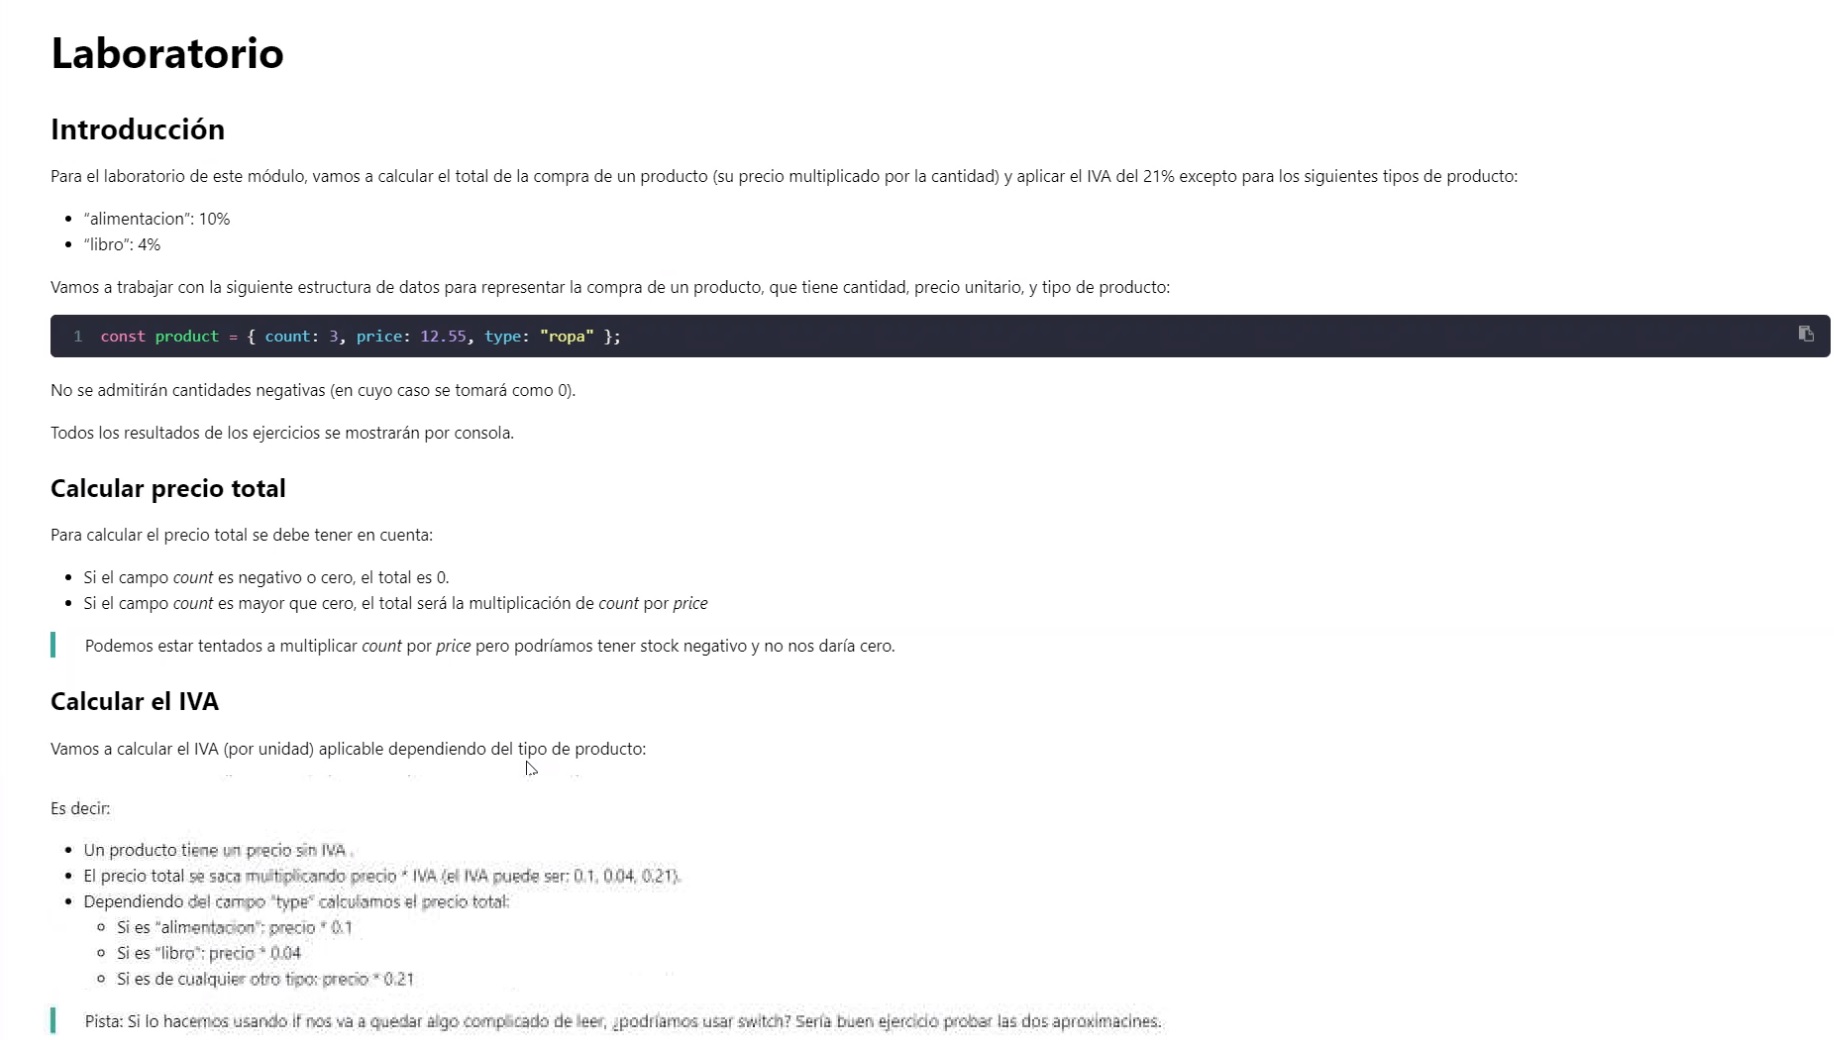 Laboratorio
Introducción
Para el laboratorio de este módulo, vamos a calcular el total de la compra de un producto (su precio multiplicado por la cantidad) y aplicar el IVA del 21% excepto para los siguientes tipos de producto:
• “alimentacion”: 10%
• “libro”: 4%
Vamos a trabajar con la siguiente estructura de datos para representar la compra de un producto, que tiene cantidad, precio unitario, y tipo de producto:
1 const product = { count: 3, price: 12.55, type: "ropa" };
No se admitirán cantidades negativas (en cuyo caso se tomará como 0).
Todos los resultados de los ejercicios se mostrarán por consola.
Calcular precio total
Para calcular el precio total se debe tener en cuenta:
• Si el campo count es negativo o cero, el total es 0.
• Si el campo count es mayor que cero, el total será la multiplicación de count por price
Podemos estar tentados a multiplicar count por price pero podríamos tener stock negativo y no nos daría cero.
Calcular el IVA
Vamos a calcular el IVA (por unidad) aplicable dependiendo del tipo de producto:
Es decir:
• Un producto tiene un precio sin IVA .
• El precio total se saca multiplicando precio * IVA (el IVA puede ser: 0.1, 0.04, 0.21).
• Dependiendo del campo “type” calculamos el precio total:
◦ Si es “alimentacion”: precio * 0.1
◦ Si es “libro”: precio * 0.04
◦ Si es de cualquier otro tipo: precio * 0.21
Pista: Si lo hacemos usando if nos va a quedar algo complicado de leer, ¿podríamos usar switch? Sería buen ejercicio probar las dos aproximacines.